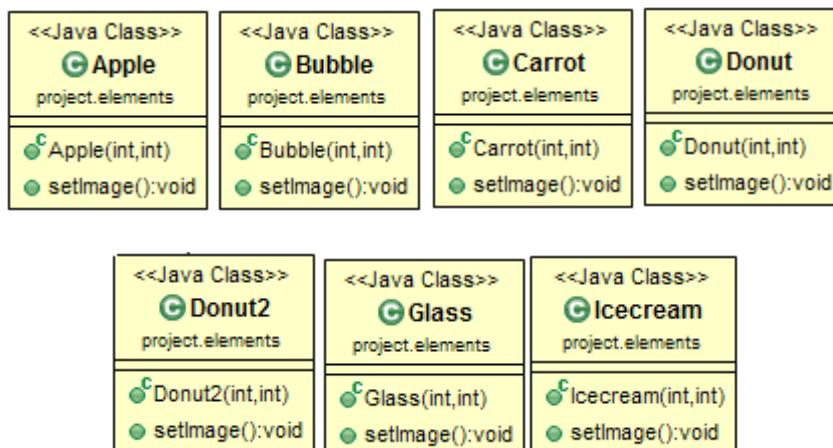 <<Java Class>>
Apple
project.elements
Apple(int,int)
setImage():void
<<Java Class>>
Bubble
project.elements
Bubble(int,int)
setImage():void
<<Java Class>>
Carrot
project.elements
Carrot(int,int)
setImage():void
<<Java Class>>
Donut
project.elements
Donut(int,int)
setImage():void
<<Java Class>>
Donut2
project.elements
Donut2(int,int)
setImage():void
<<Java Class>>
Glass
project.elements
Glass(int,int)
setImage():void
<<Java Class>>
Icecream
project.elements
Icecream(int,int)
setImage():void